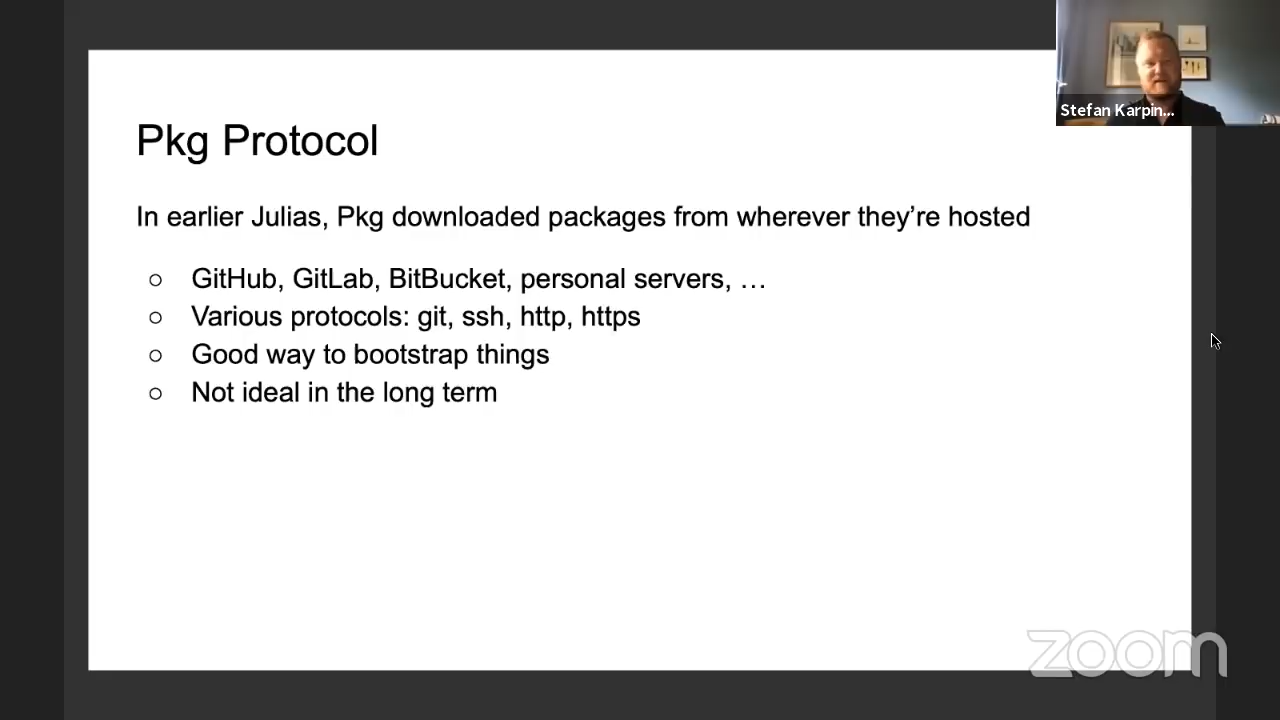 Stefan Karpin...
Pkg Protocol
In earlier Julias, Pkg downloaded packages from wherever they're hosted
○ GitHub, GitLab, BitBucket, personal servers, …
○ Various protocols: git, ssh, http, https
○ Good way to bootstrap things
○ Not ideal in the long term
zoom